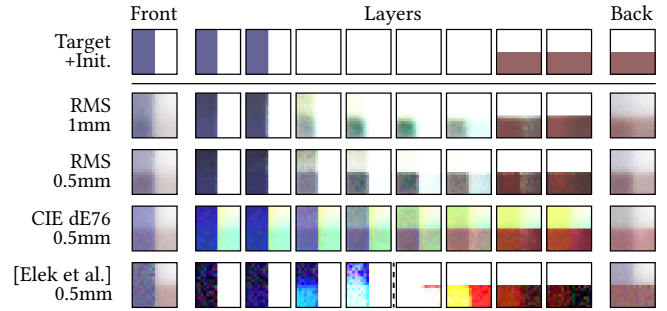 Front Layers Back
Target
+Init.
RMS
1mm
RMS
0.5mm
CIE dE76
0.5mm
[Elek et al.]
0.5mm